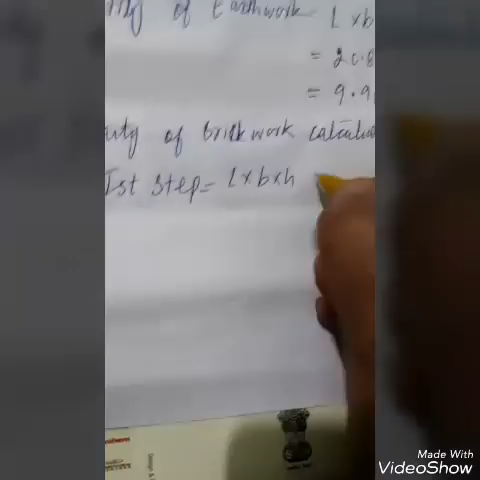 of Earthwork L x b
= 20.8
= 9.9
of brickwork calcula
Ist step = L x b x h
Made With
VideoShow